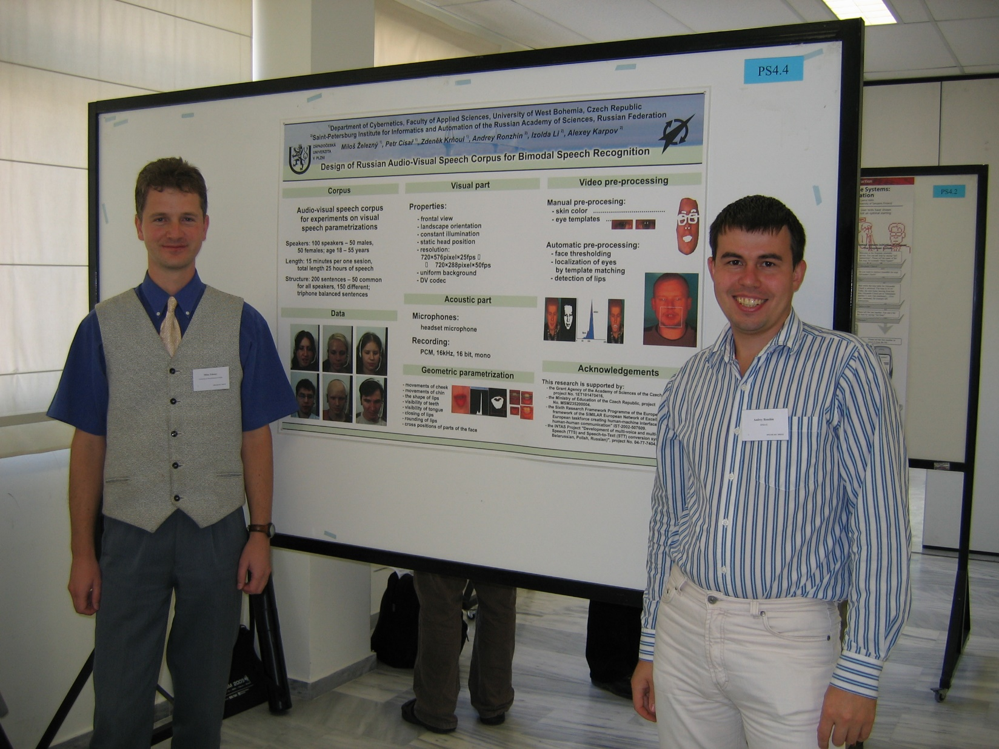 PS4.4
1) Department of Cybernetics, Faculty of Applied Sciences, University of West Bohemia, Czech Republic
2) Saint-Petersburg Institute for Informatics and Automation of the Russian Academy of Sciences, Russian Federation
Miloš Železný 1), Petr Císař 1), Zdeněk Krňoul 1), Andrey Ronzhin 2), Izolda Li 2), Alexey Karpov 2)
ZÁPADOČESKÁ
UNIVERZITA
V PLZNI
Design of Russian Audio-Visual Speech Corpus for Bimodal Speech Recognition
Corpus
Audio-visual speech corpus
for experiments on visual
speech parametrizations
Speakers: 100 speakers – 50 males,
50 females; age 18 – 55 years
Length: 15 minutes per one sesion,
total length 25 hours of speech
Structure: 200 sentences – 50 common
for all speakers, 150 different;
triphone balanced sentences
Data
Visual part
Properties:
- frontal view
- landscape orientation
- constant illumination
- static head position
- resolution:
720×576pixel×25fps
720×288pixel×50fps
- uniform background
- DV codec
Acoustic part
Microphones:
headset microphone
Recording:
PCM, 16kHz, 16 bit, mono
Geometric parametrization
- movements of cheek
- movements of chin
- the shape of lips
- visibility of teeth
- visibility of tongue
- closing of lips
- rounding of lips
- cross positions of parts of the face
Video pre-processing
Manual pre-procesing:
- skin color
- eye templates
Automatic pre-processing:
- face thresholding
- localization of eyes
by template matching
- detection of lips
Acknowledgements
This research is supported by:
- the Grant Agency of the Academy of Sciences of the Czech
project No. 1ET101470416,
- the Ministry of Education of the Czech Republic, project
No. MSM235200004,
- the Sixth Research Framework Programme of the Europe
framework of the SIMILAR European Network of Excell
European taskforce creating human-machine interface
human-human communication" IST-2002-507609,
- the INTAS Project "Development of multi-voice and multi
Speech (TTS) and Speech-to-Text (STT) conversion sy
Belarussian, Polish, Russian)", project No. 04-77-7404.
PS4.2
e Systems:
ation
Andrey Ronzhin